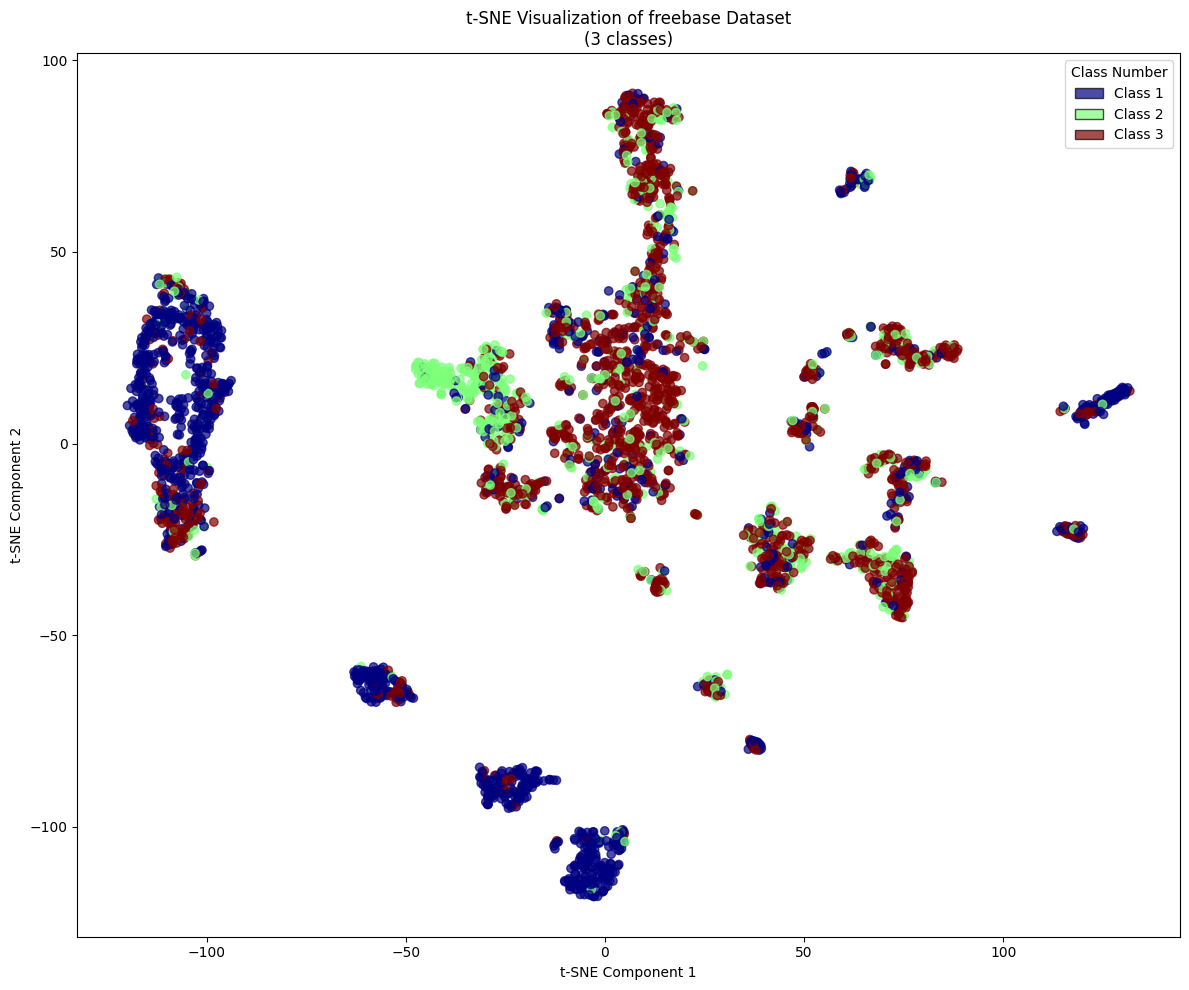 t-SNE Visualization of freebase Dataset
(3 classes)
Class Number
Class 1
Class 2
Class 3
100
50
0
−50
−100
t-SNE Component 2
−100
−50
0
50
100
t-SNE Component 1